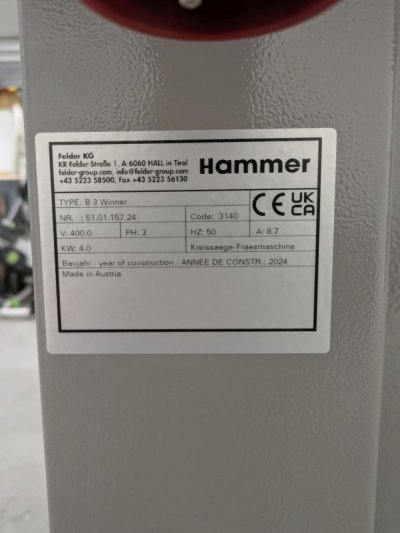 Felder KG
KR-Felder-Straße 1, A-6060 HALL in Tirol
felder-group.com, info@felder-group.com
+43 5223 58500, Fax +43 5223 56130
Hammer
TYPE: B 3 Winner
NR. : 51.01.157.24 Code: 3140
CE UKCA
V: 400.0 PH: 3 HZ: 50 A: 8.7
KW: 4.0 Kreissaege-Fraesmaschine
Baujahr year of construction ANNEE DE CONSTR.: 2024
Made in Austria